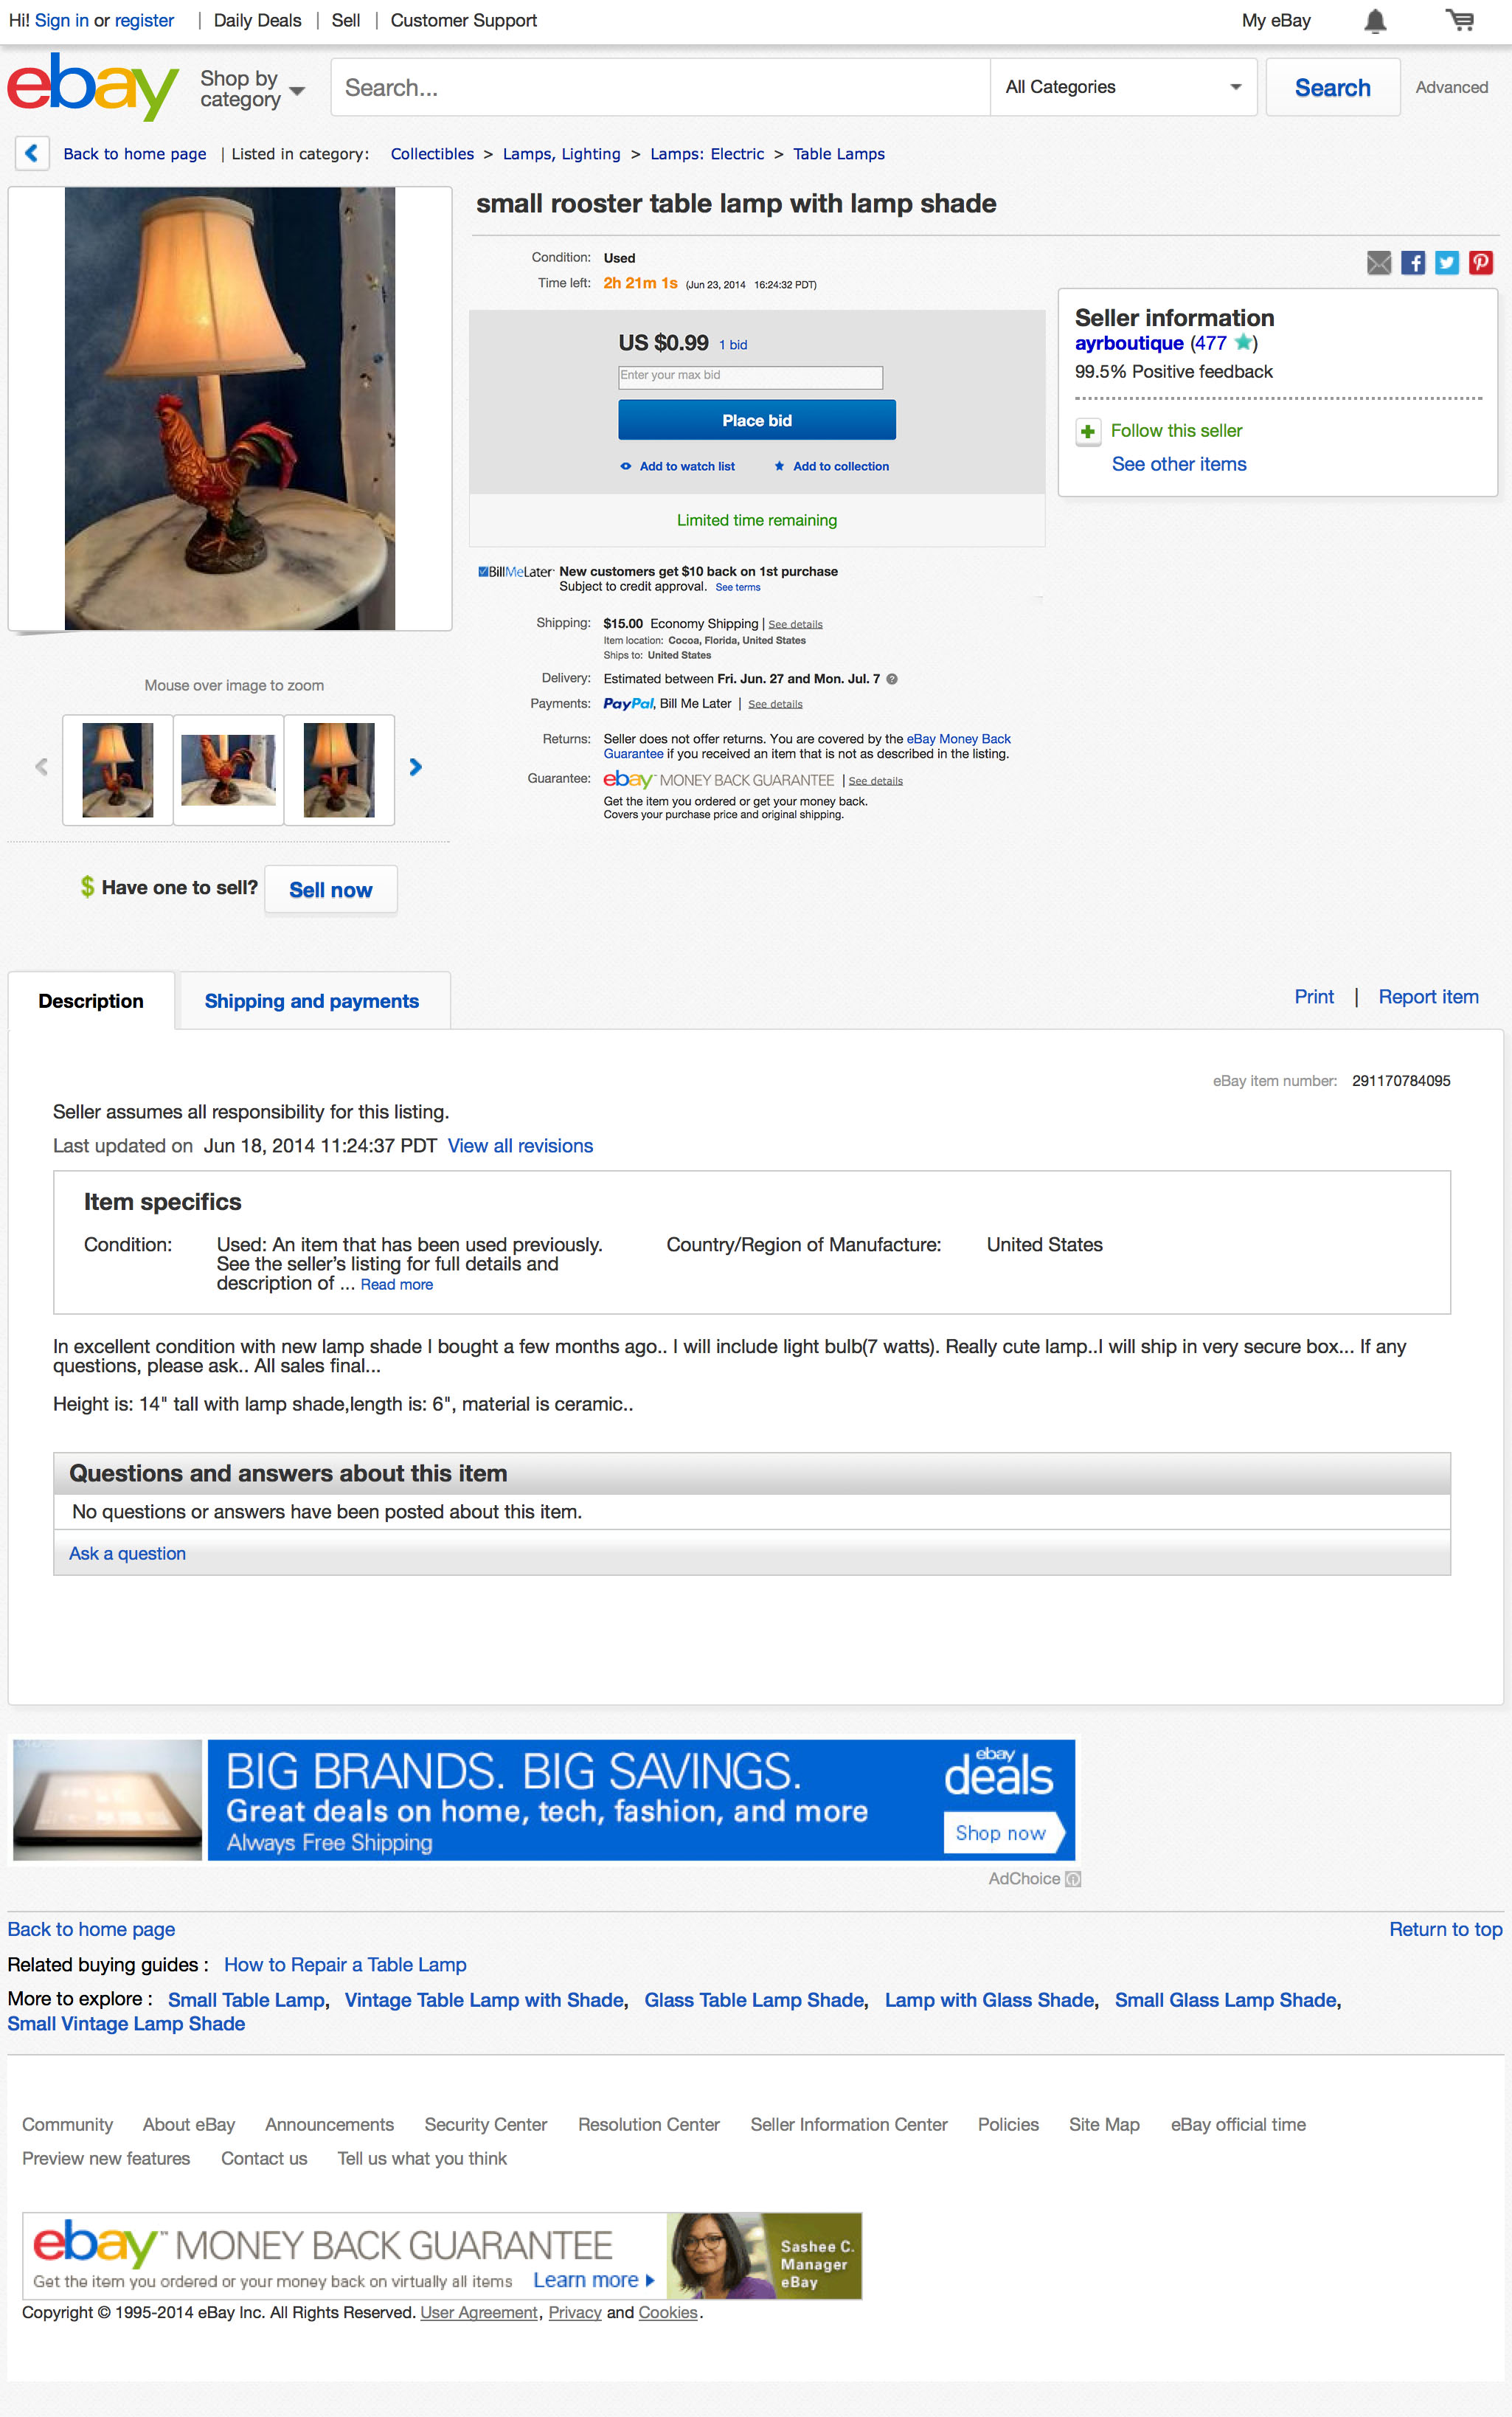 Hi! Sign in or register | Daily Deals | Sell | Customer Support My eBay
ebay Shop by category Search... All Categories Search Advanced
Back to home page | Listed in category: Collectibles > Lamps, Lighting > Lamps: Electric > Table Lamps
small rooster table lamp with lamp shade
Condition: Used
Time left: 2h 21m 1s (Jun 23, 2014 16:24:32 PDT)
US $0.99 1 bid
Enter your max bid
Place bid
Add to watch list Add to collection
Limited time remaining
Seller information
ayrboutique (477)
99.5% Positive feedback
Follow this seller
See other items
BillMeLater New customers get $10 back on 1st purchase
Subject to credit approval. See terms
Shipping: $15.00 Economy Shipping | See details
Item location: Cocoa, Florida, United States
Ships to: United States
Delivery: Estimated between Fri. Jun. 27 and Mon. Jul. 7 ?
Payments: PayPal, Bill Me Later | See details
Returns: Seller does not offer returns. You are covered by the eBay Money Back
Guarantee if you received an item that is not as described in the listing.
Guarantee: ebay™ MONEY BACK GUARANTEE | See details
Get the item you ordered or get your money back.
Covers your purchase price and original shipping.
Mouse over image to zoom
$ Have one to sell? Sell now
Description Shipping and payments Print | Report item
eBay item number: 291170784095
Seller assumes all responsibility for this listing.
Last updated on Jun 18, 2014 11:24:37 PDT View all revisions
Item specifics
Condition: Used: An item that has been used previously. Country/Region of Manufacture: United States
See the seller's listing for full details and
description of ... Read more
In excellent condition with new lamp shade I bought a few months ago.. I will include light bulb(7 watts). Really cute lamp..I will ship in very secure box... If any
questions, please ask.. All sales final...
Height is: 14" tall with lamp shade,length is: 6", material is ceramic..
Questions and answers about this item
No questions or answers have been posted about this item.
Ask a question
BIG BRANDS. BIG SAVINGS.
Great deals on home, tech, fashion, and more
Always Free Shipping
ebay
deals
Shop now
AdChoice
Back to home page Return to top
Related buying guides : How to Repair a Table Lamp
More to explore : Small Table Lamp, Vintage Table Lamp with Shade, Glass Table Lamp Shade, Lamp with Glass Shade, Small Glass Lamp Shade,
Small Vintage Lamp Shade
Community About eBay Announcements Security Center Resolution Center Seller Information Center Policies Site Map eBay official time
Preview new features Contact us Tell us what you think
ebay™ MONEY BACK GUARANTEE
Get the item you ordered or your money back on virtually all items Learn more
Sashee C.
Manager
eBay
Copyright © 1995-2014 eBay Inc. All Rights Reserved. User Agreement, Privacy and Cookies.